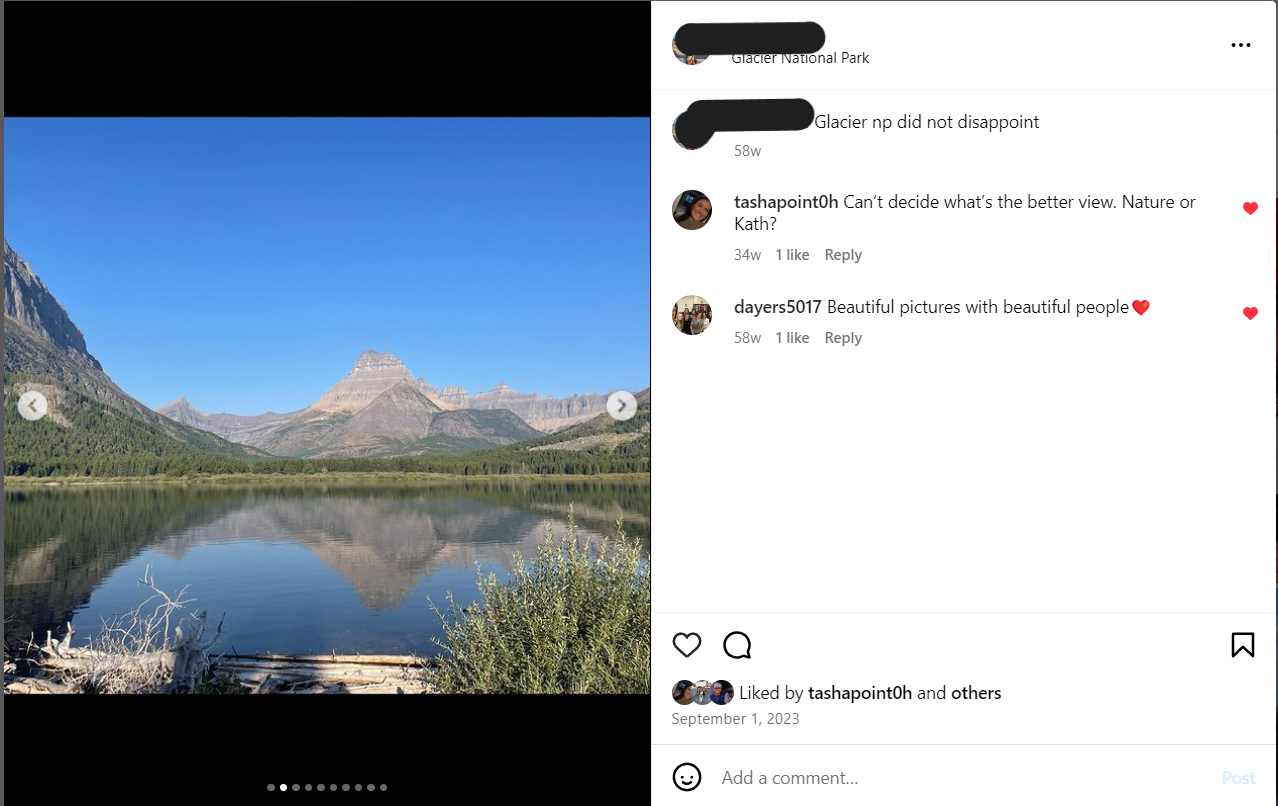 Glacier National Park
Glacier np did not disappoint
58w
tashapoint0h Can't decide what's the better view. Nature or
Kath?
34w 1 like Reply
dayers5017 Beautiful pictures with beautiful people❤️
58w 1 like Reply
Liked by tashapoint0h and others
September 1, 2023
Add a comment... Post